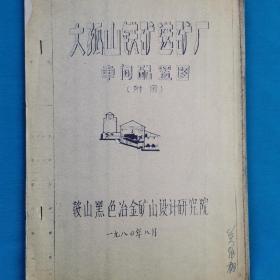 大孤山铁矿选矿厂
车间配置图
(附图)
鞍山黑色冶金矿山设计研究院
一九八〇年八月